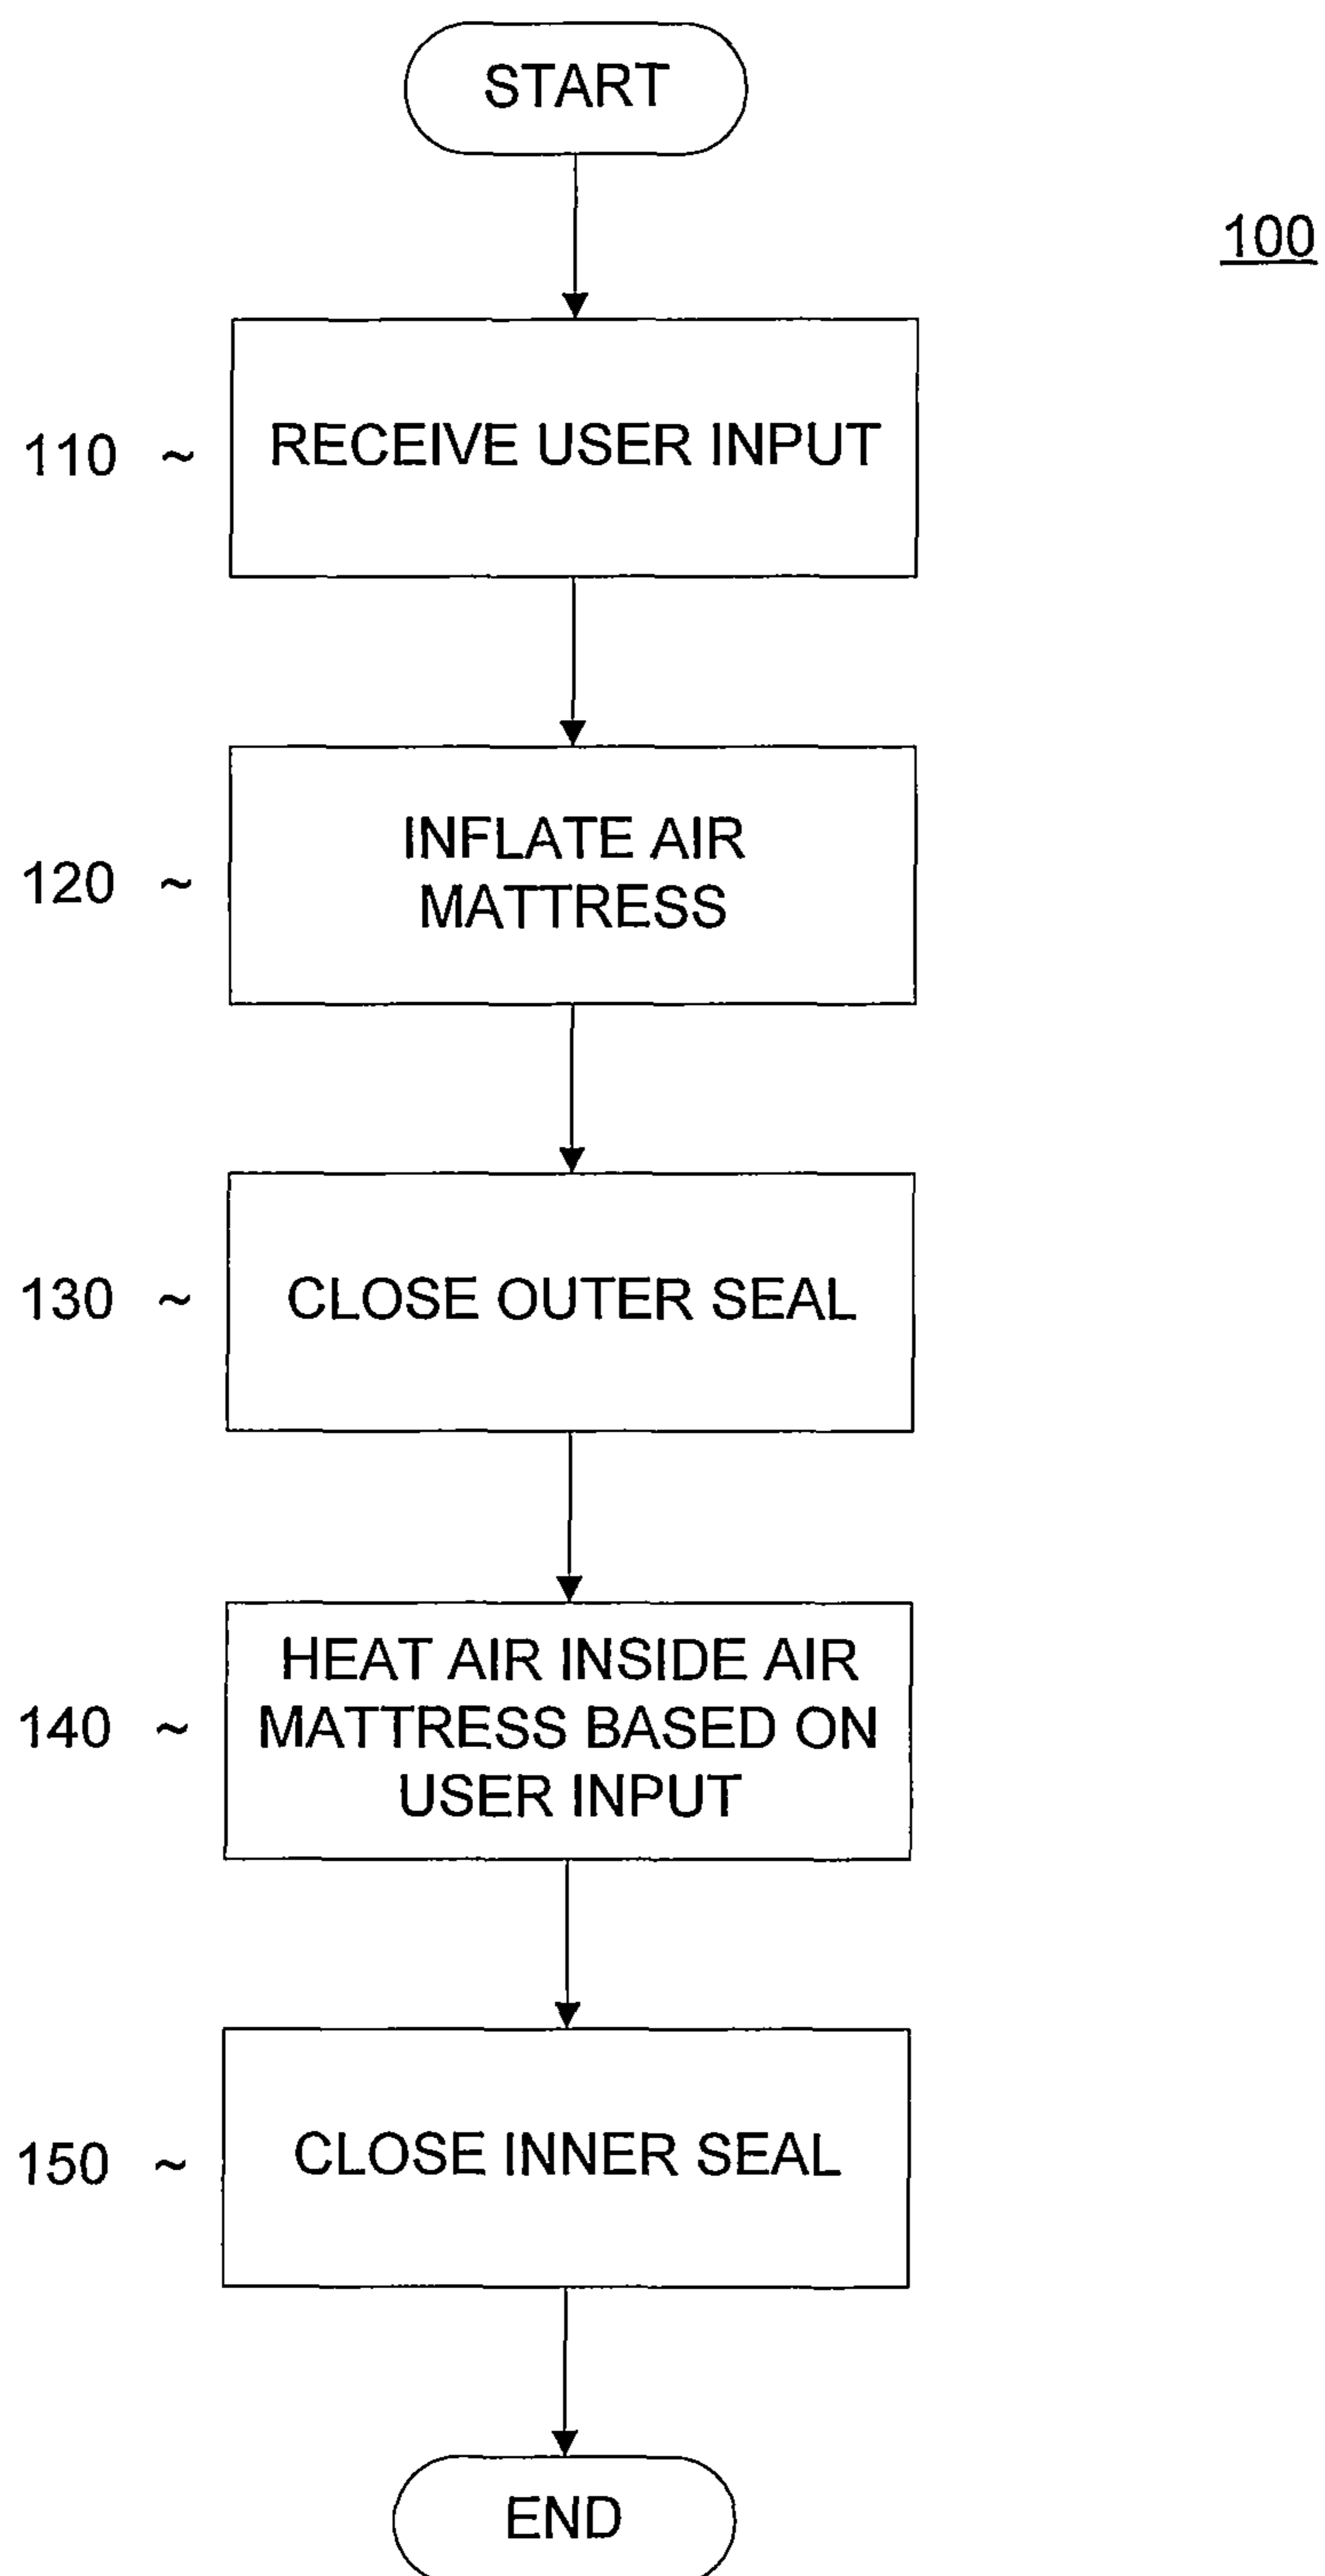 START
100
110 ~ RECEIVE USER INPUT
120 ~
INFLATE AIR
MATTRESS
130 ~ CLOSE OUTER SEAL
140 ~
HEAT AIR INSIDE AIR
MATTRESS BASED ON
USER INPUT
150 ~ CLOSE INNER SEAL
END